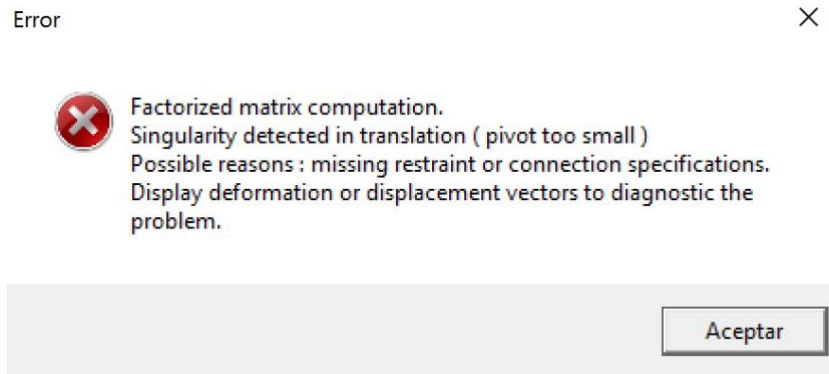 Error
Factorized matrix computation.
Singularity detected in translation ( pivot too small )
Possible reasons : missing restraint or connection specifications.
Display deformation or displacement vectors to diagnostic the
problem.
Aceptar